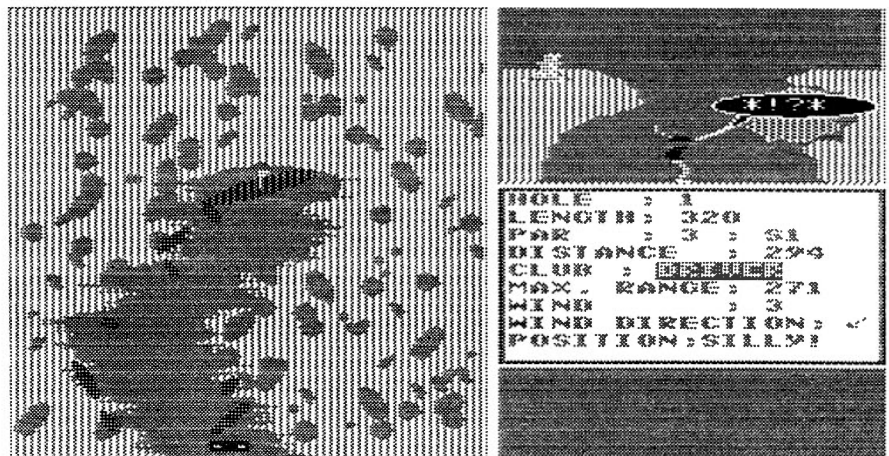 *!?*
HOLE : 1
LENGTH: 320
PAR : 3 : S1
DISTANCE : 294
CLUB : DRIVER
MAX. RANGE: 271
WIND : 3
WIND DIRECTION: ↙
POSITION:SILLY!